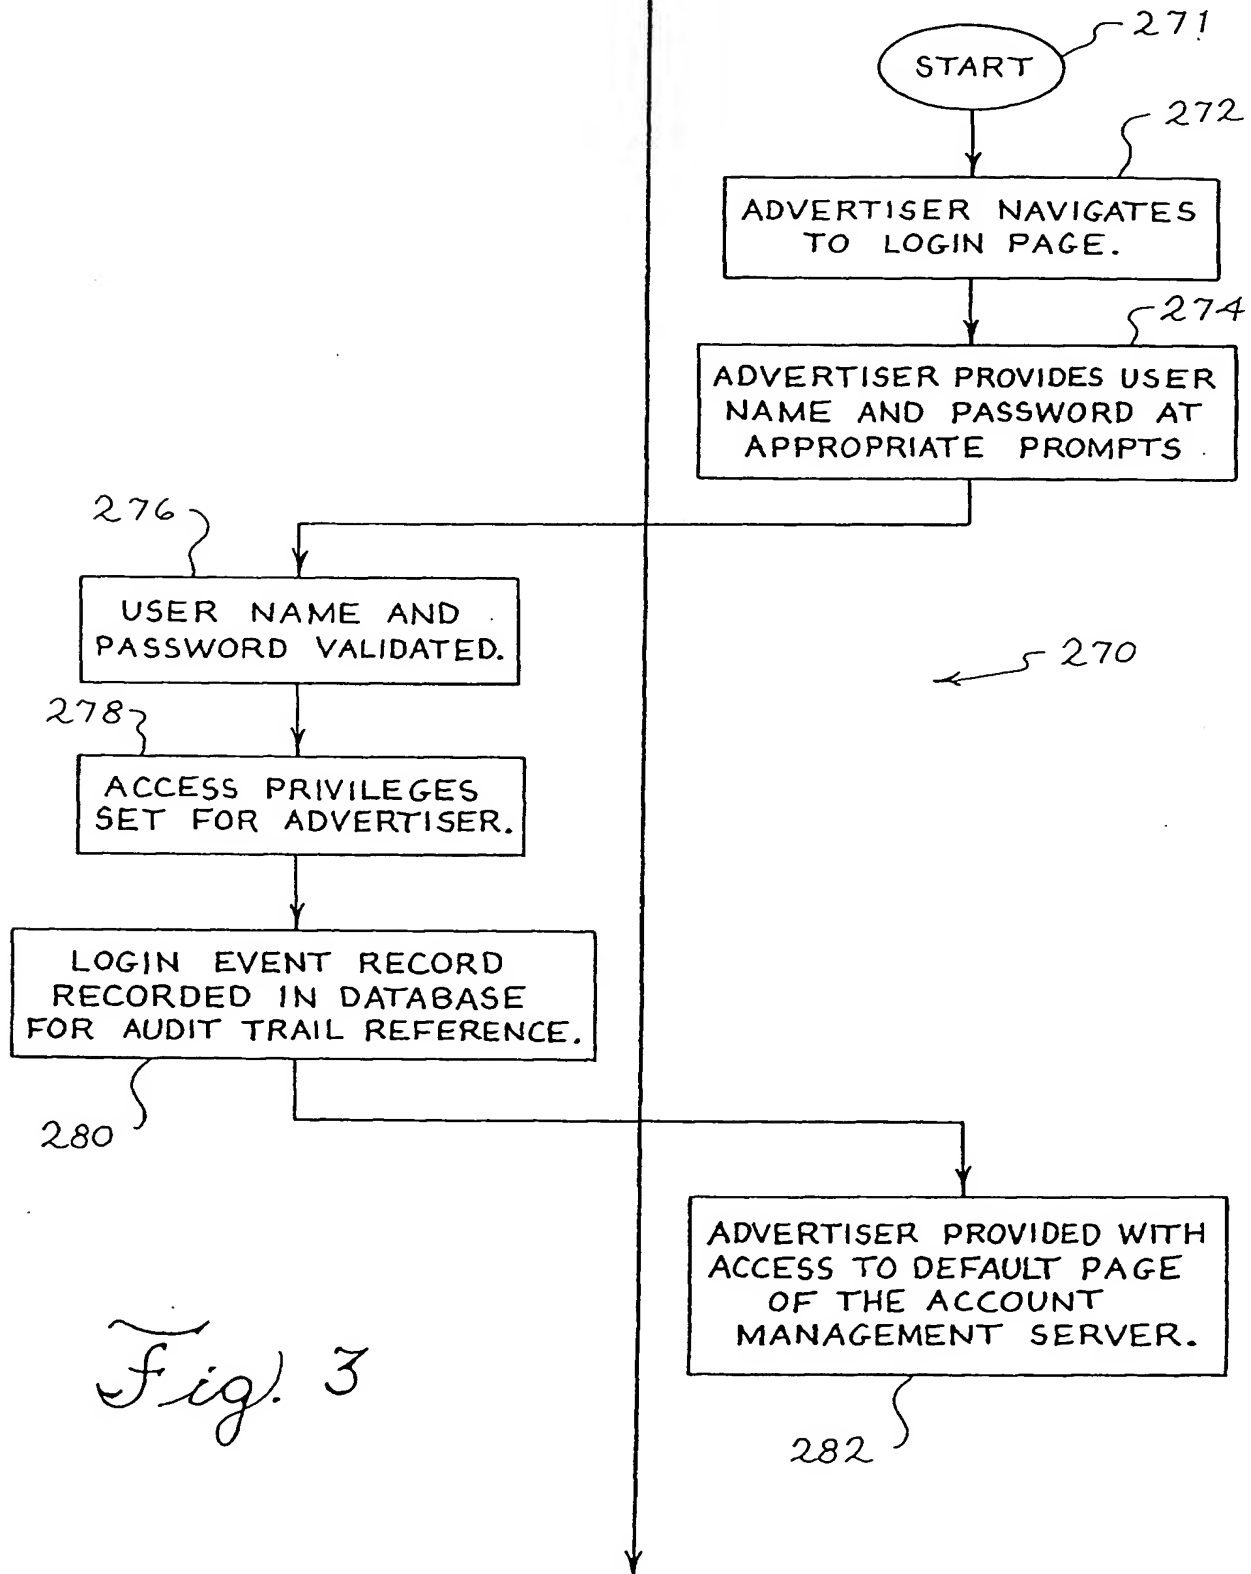 271
START
272
ADVERTISER NAVIGATES
TO LOGIN PAGE.
274
ADVERTISER PROVIDES USER
NAME AND PASSWORD AT
APPROPRIATE PROMPTS
276
USER NAME AND
PASSWORD VALIDATED.
270
278
ACCESS PRIVILEGES
SET FOR ADVERTISER.
LOGIN EVENT RECORD
RECORDED IN DATABASE
FOR AUDIT TRAIL REFERENCE.
280
ADVERTISER PROVIDED WITH
ACCESS TO DEFAULT PAGE
OF THE ACCOUNT
MANAGEMENT SERVER.
282
Fig. 3